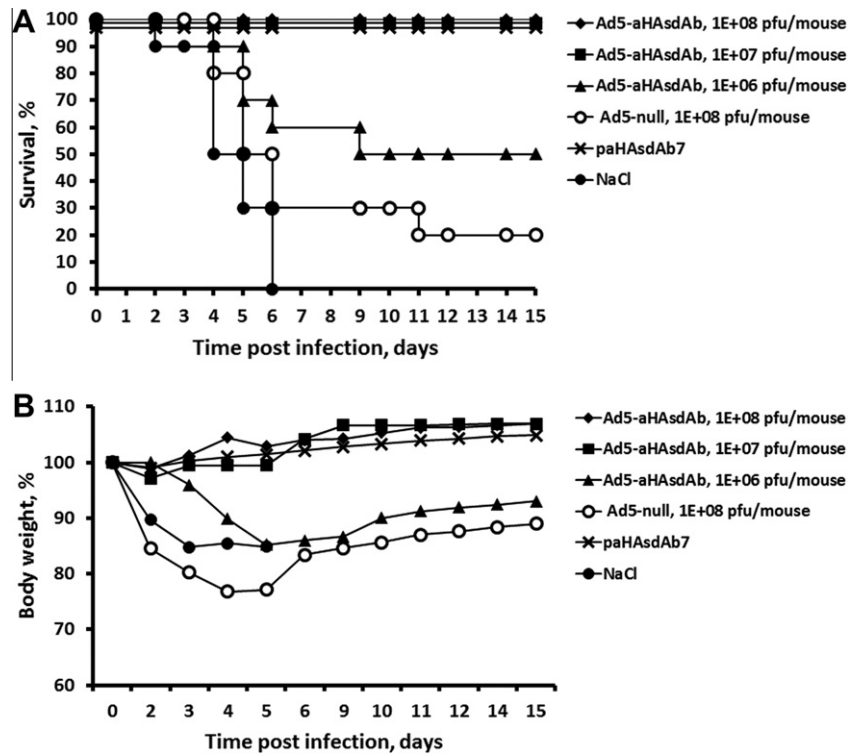 A
Survival, %
100
90
80
70
60
50
40
30
20
10
0
0 1 2 3 4 5 6 7 8 9 10 11 12 13 14 15
Time post infection, days
Ad5-aHAsdAb, 1E+08 pfu/mouse
Ad5-aHAsdAb, 1E+07 pfu/mouse
Ad5-aHAsdAb, 1E+06 pfu/mouse
Ad5-null, 1E+08 pfu/mouse
paHAsdAb7
NaCl
B
Body weight, %
110
100
90
80
70
60
0 2 3 4 5 6 9 10 11 12 14 15
Time post infection, days
Ad5-aHAsdAb, 1E+08 pfu/mouse
Ad5-aHAsdAb, 1E+07 pfu/mouse
Ad5-aHAsdAb, 1E+06 pfu/mouse
Ad5-null, 1E+08 pfu/mouse
paHAsdAb7
NaCl